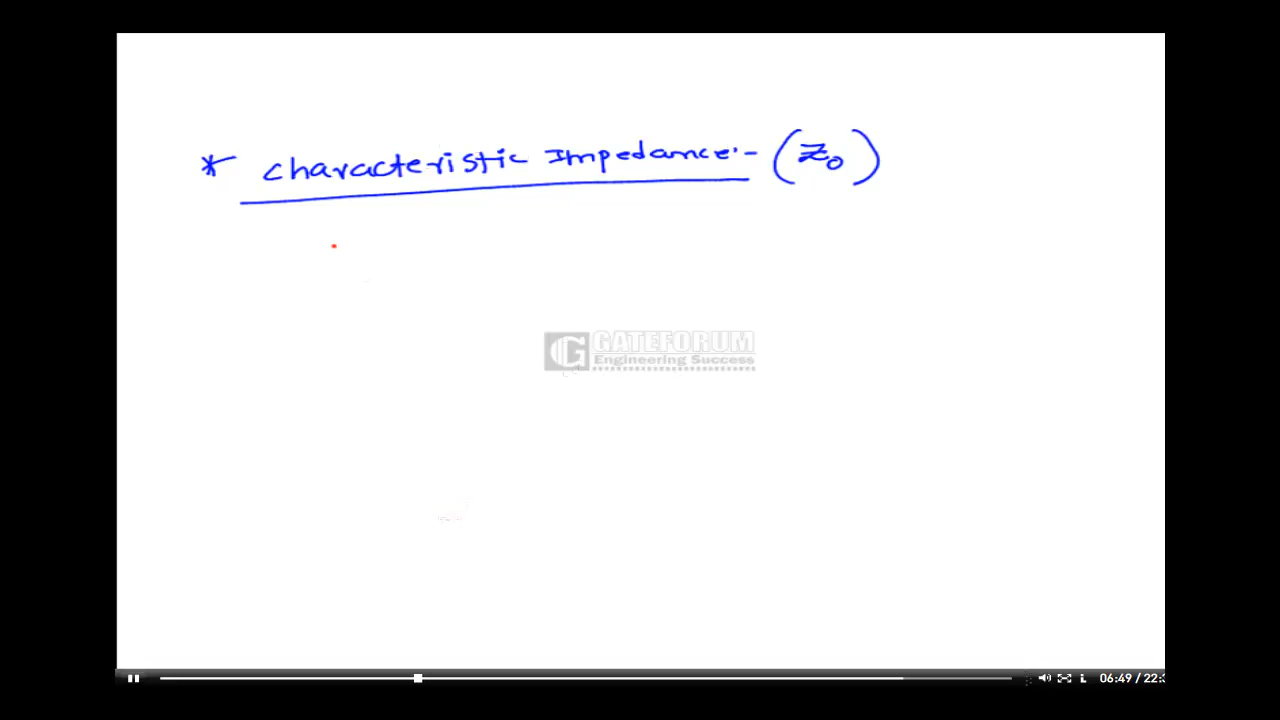 * Characteristic Impedance:- (Z0)
G GATEFORUM
Engineering Success
06:49 / 22: